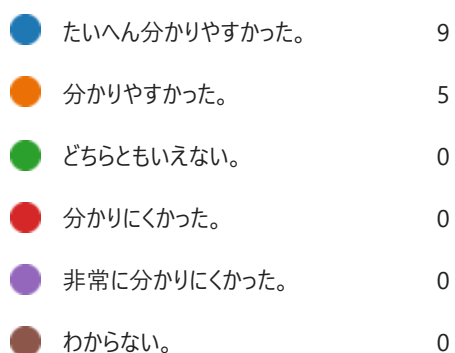 たいへん分かりやすかった。 9
分かりやすかった。 5
どちらともいえない。 0
分かりにくかった。 0
非常に分かりにくかった。 0
わからない。 0